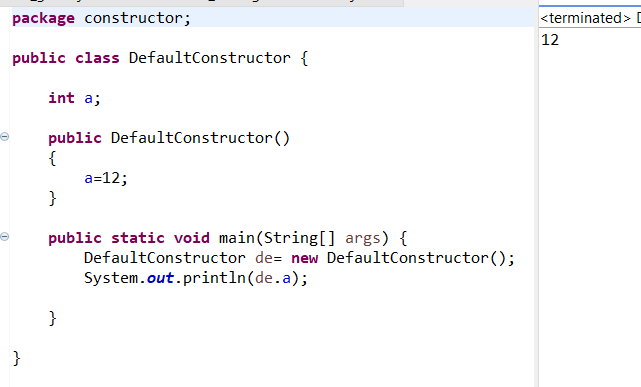 package constructor;
public class DefaultConstructor {
int a;
public DefaultConstructor()
{
a=12;
}
public static void main(String[] args) {
DefaultConstructor de= new DefaultConstructor();
System.out.println(de.a);
}
}
<terminated>
12